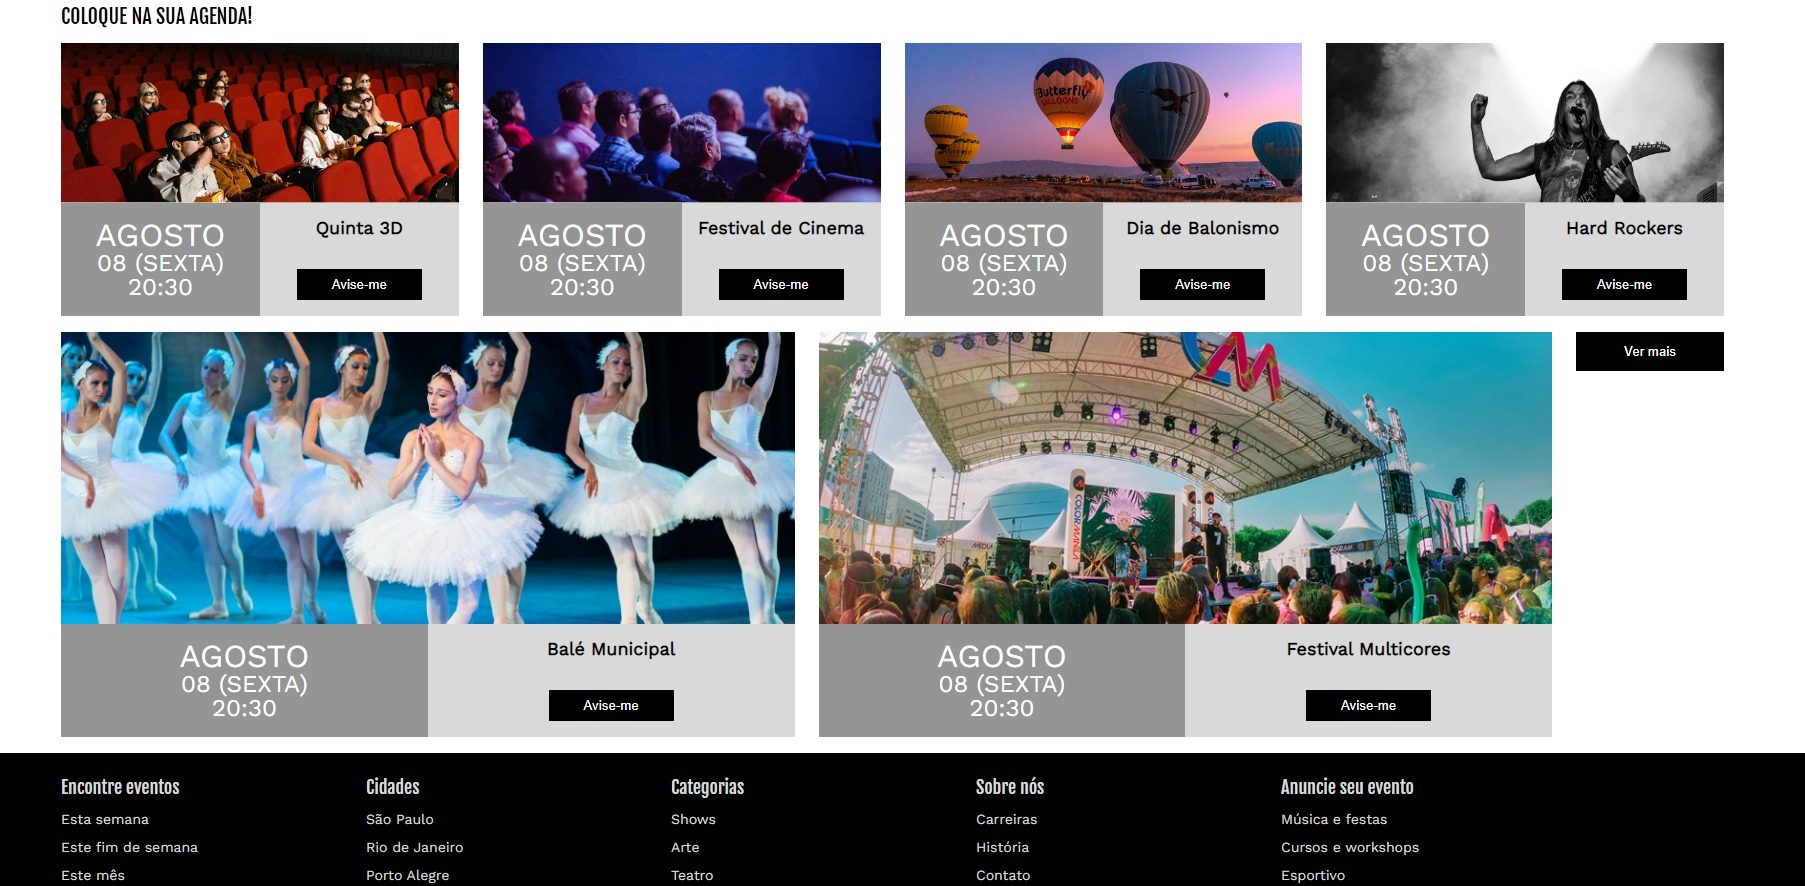 COLOQUE NA SUA AGENDA!
Butterfly
BALLOONS
AGOSTO
08 (SEXTA)
20:30
Quinta 3D
Avise-me
AGOSTO
08 (SEXTA)
20:30
Festival de Cinema
Avise-me
AGOSTO
08 (SEXTA)
20:30
Dia de Balonismo
Avise-me
AGOSTO
08 (SEXTA)
20:30
Hard Rockers
Avise-me
CM
COLOR MANILA
MEDIA
7
AGOSTO
08 (SEXTA)
20:30
Balé Municipal
Avise-me
AGOSTO
08 (SEXTA)
20:30
Festival Multicores
Avise-me
Ver mais
Encontre eventos
Esta semana
Este fim de semana
Este mês
Cidades
São Paulo
Rio de Janeiro
Porto Alegre
Categorias
Shows
Arte
Teatro
Sobre nós
Carreiras
História
Contato
Anuncie seu evento
Música e festas
Cursos e workshops
Esportivo